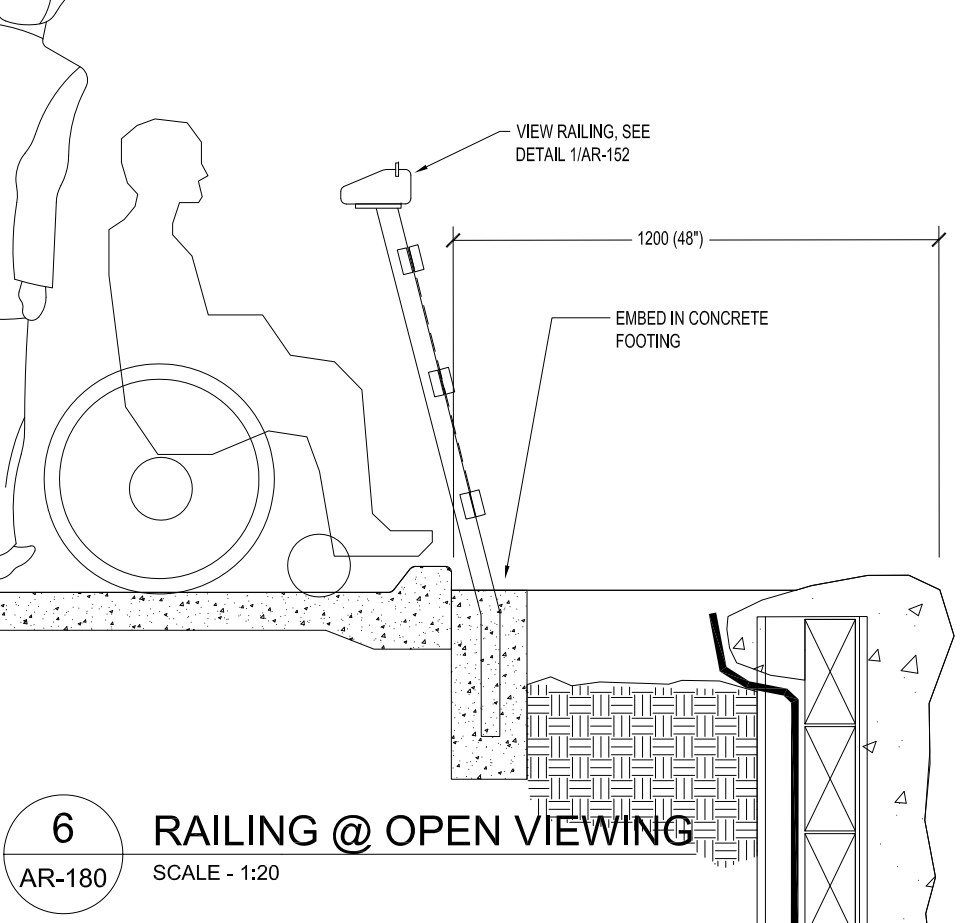 VIEW RAILING, SEE
DETAIL 1/AR-152
1200 (48")
EMBED IN CONCRETE
FOOTING
6
AR-180
RAILING @ OPEN VIEWING
SCALE - 1:20